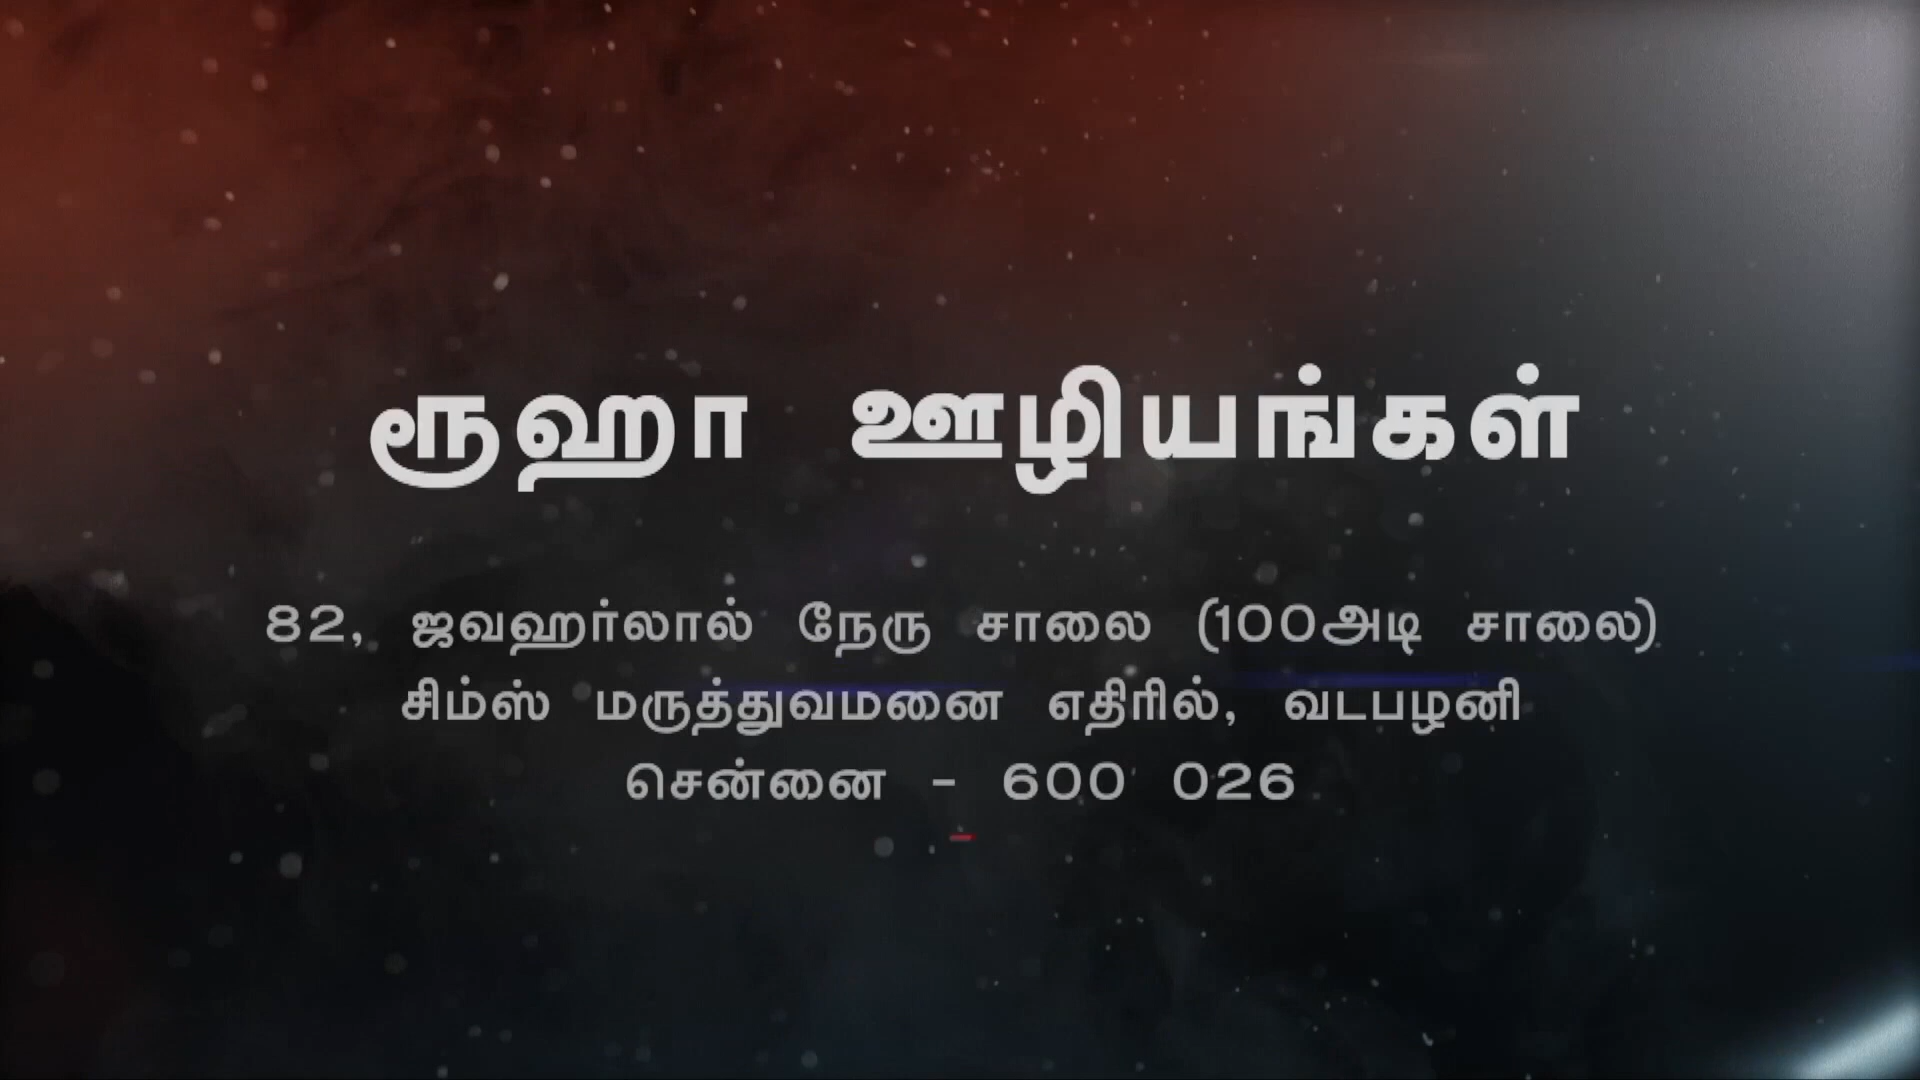 ரூஹா ஊழியங்கள்
82, ஜவஹர்லால் நேரு சாலை (100அடி சாலை)
சிம்ஸ் மருத்துவமனை எதிரில், வடபழனி
சென்னை - 600 026